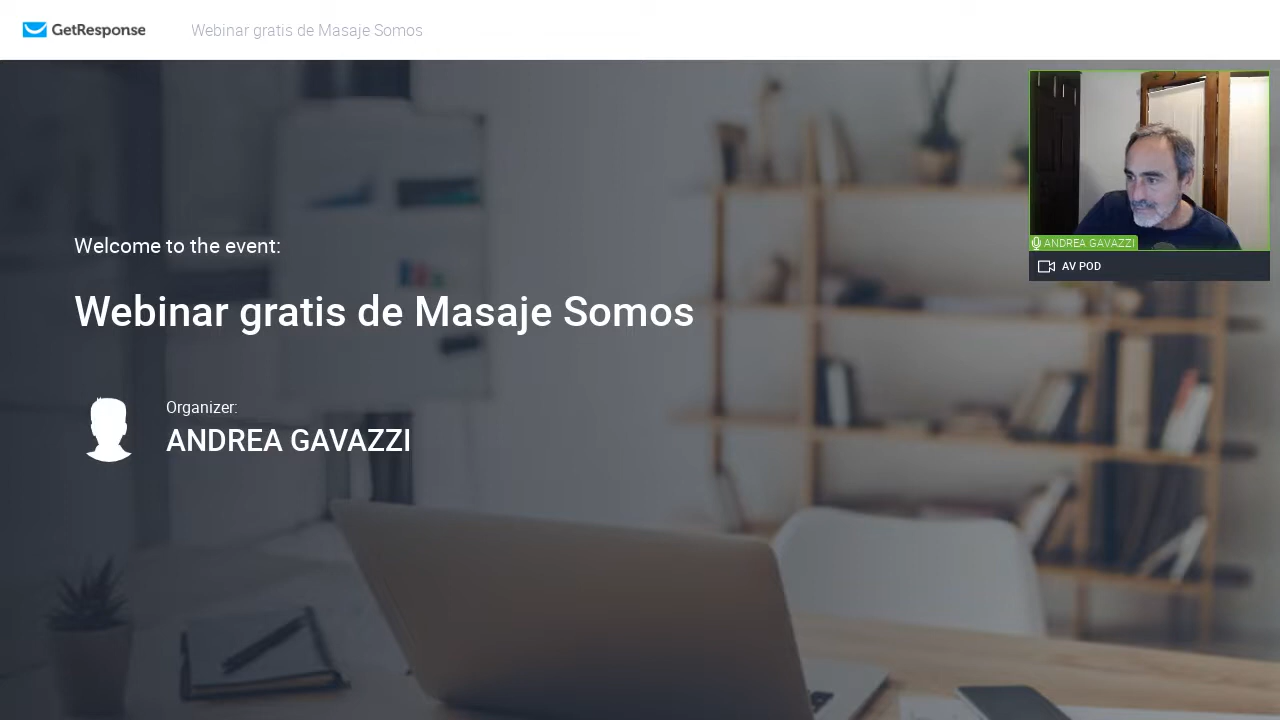 GetResponse
Webinar gratis de Masaje Somos
Welcome to the event:
Webinar gratis de Masaje Somos
Organizer:
ANDREA GAVAZZI
ANDREA GAVAZZI
AV POD